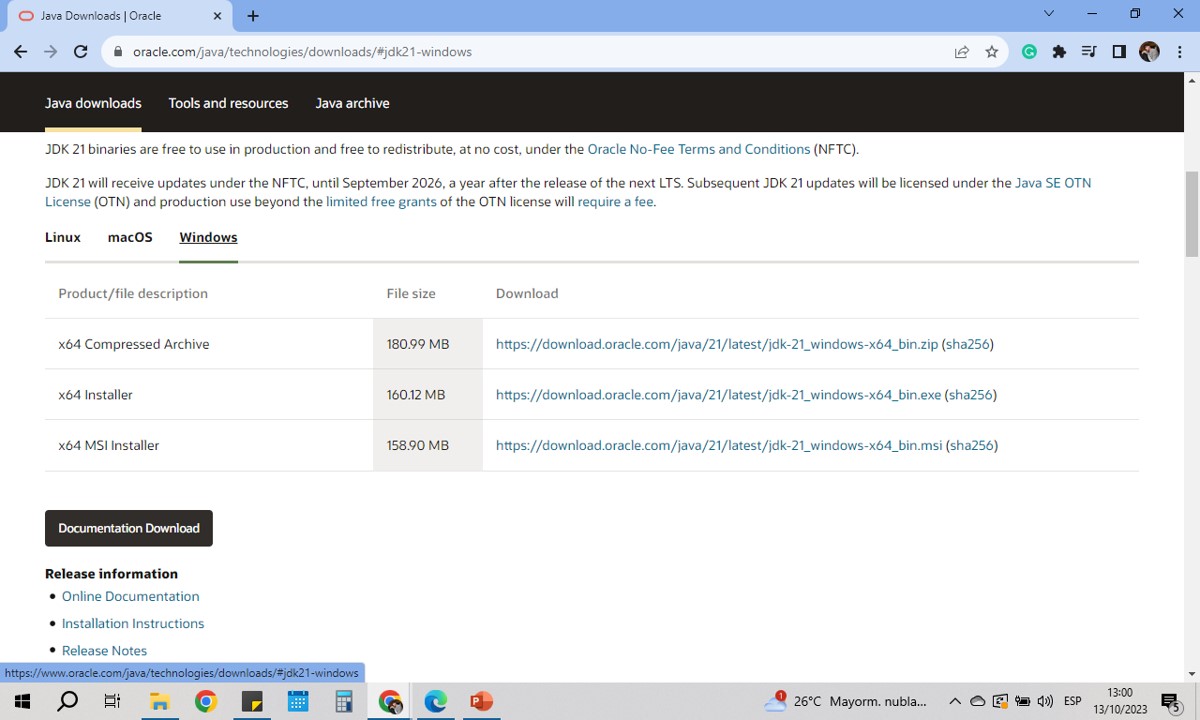 Java Downloads | Oracle
oracle.com/java/technologies/downloads/#jdk21-windows
Java downloads Tools and resources Java archive
JDK 21 binaries are free to use in production and free to redistribute, at no cost, under the Oracle No-Fee Terms and Conditions (NFTC).
JDK 21 will receive updates under the NFTC, until September 2026, a year after the release of the next LTS. Subsequent JDK 21 updates will be licensed under the Java SE OTN
License (OTN) and production use beyond the limited free grants of the OTN license will require a fee.
Linux macOS Windows
Product/file description File size Download
x64 Compressed Archive 180.99 MB https://download.oracle.com/java/21/latest/jdk-21_windows-x64_bin.zip (sha256)
x64 Installer 160.12 MB https://download.oracle.com/java/21/latest/jdk-21_windows-x64_bin.exe (sha256)
x64 MSI Installer 158.90 MB https://download.oracle.com/java/21/latest/jdk-21_windows-x64_bin.msi (sha256)
Documentation Download
Release information
Online Documentation
Installation Instructions
Release Notes
https://www.oracle.com/java/technologies/downloads/#jdk21-windows
1 26°C Mayorm. nubla... ESP 13:00
13/10/2023 5